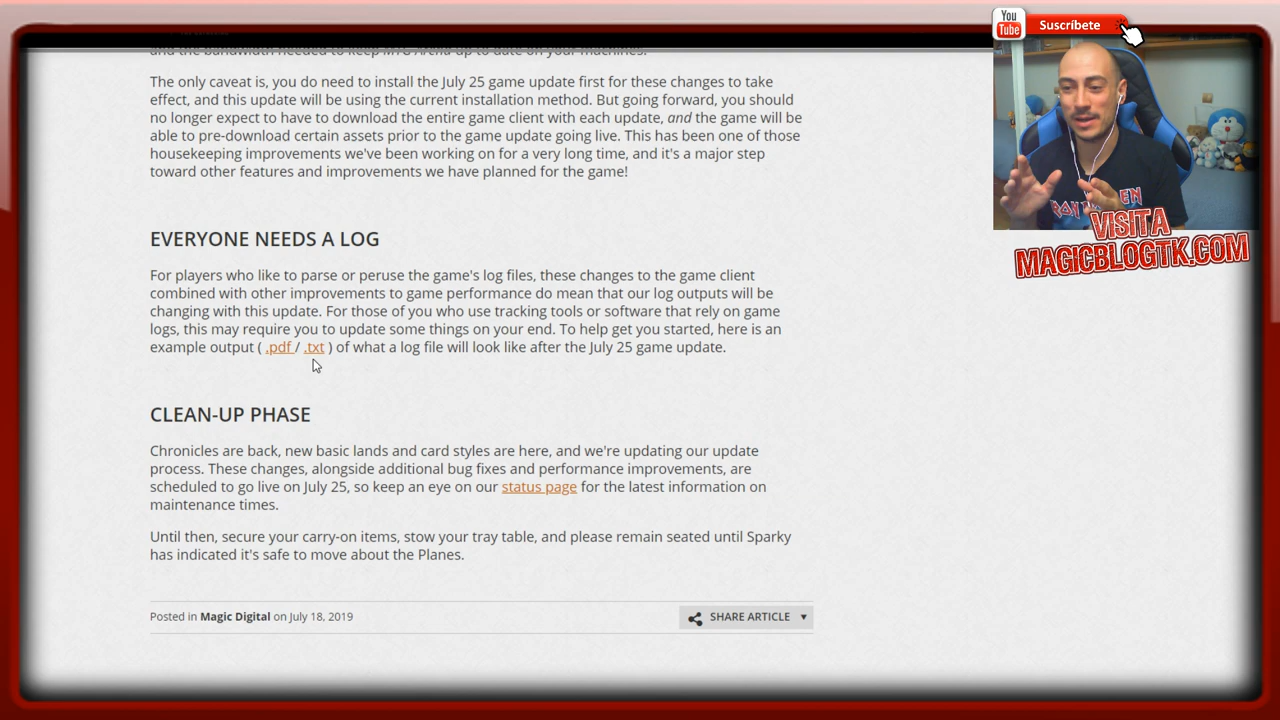 You
Tube
Suscríbete
and the bandwidth needed to keep MTG Arena up to date on your machines.
The only caveat is, you do need to install the July 25 game update first for these changes to take
effect, and this update will be using the current installation method. But going forward, you should
no longer expect to have to download the entire game client with each update, and the game will be
able to pre-download certain assets prior to the game update going live. This has been one of those
housekeeping improvements we've been working on for a very long time, and it's a major step
toward other features and improvements we have planned for the game!
VISITA
MAGICBLOGTK.COM
EVERYONE NEEDS A LOG
For players who like to parse or peruse the game's log files, these changes to the game client
combined with other improvements to game performance do mean that our log outputs will be
changing with this update. For those of you who use tracking tools or software that rely on game
logs, this may require you to update some things on your end. To help get you started, here is an
example output ( .pdf / .txt ) of what a log file will look like after the July 25 game update.
CLEAN-UP PHASE
Chronicles are back, new basic lands and card styles are here, and we're updating our update
process. These changes, alongside additional bug fixes and performance improvements, are
scheduled to go live on July 25, so keep an eye on our status page for the latest information on
maintenance times.
Until then, secure your carry-on items, stow your tray table, and please remain seated until Sparky
has indicated it's safe to move about the Planes.
Posted in Magic Digital on July 18, 2019
SHARE ARTICLE